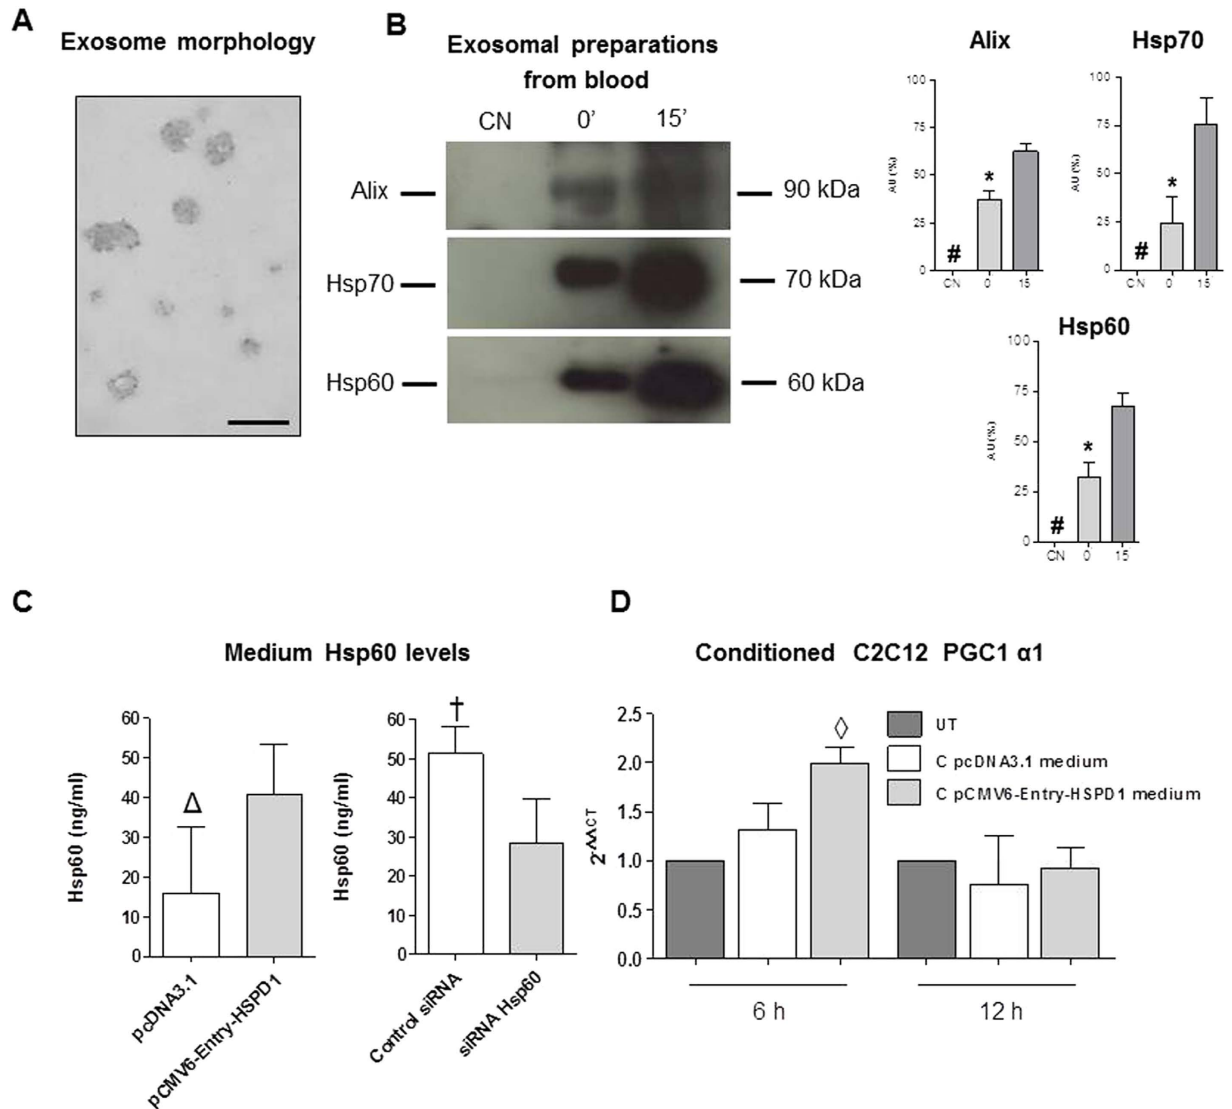 A
Exosome morphology
B
Exosomal preparations
from blood
CN 0' 15'
Alix 90 kDa
Hsp70 70 kDa
Hsp60 60 kDa
Alix
100
75
50
25
0
AU (%)
#
*
CN 0 15
Hsp70
100
75
50
25
0
AU (%)
#
*
CN 0 15
Hsp60
100
75
50
25
0
AU (%)
#
*
CN 0 15
C
Medium Hsp60 levels
60
50
40
30
20
10
0
Hsp60 (ng/ml)
Δ
pcDNA3.1
pCMV6-Entry-HSPD1
60
50
40
30
20
10
0
Hsp60 (ng/ml)
†
Control siRNA
siRNA Hsp60
D
Conditioned C2C12 PGC1 α1
2.5
2.0
1.5
1.0
0.5
0.0
2^-ΔΔCT
◊
UT
C pcDNA3.1 medium
C pCMV6-Entry-HSPD1 medium
6 h
12 h